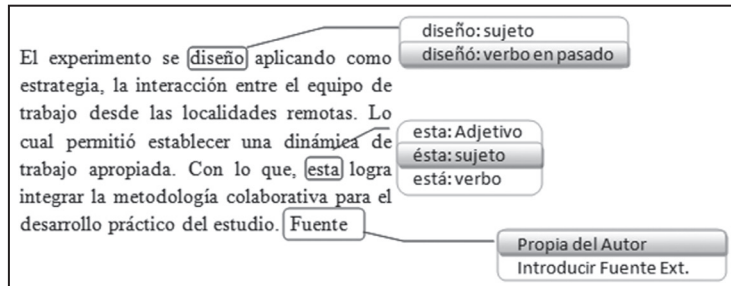 El experimento se diseño aplicando como
estrategia, la interacción entre el equipo de
trabajo desde las localidades remotas. Lo
cual permitió establecer una dinámica de
trabajo apropiada. Con lo que, esta logra
integrar la metodología colaborativa para el
desarrollo práctico del estudio. Fuente
diseño: sujeto
diseñó: verbo en pasado
esta: Adjetivo
ésta: sujeto
está: verbo
Propia del Autor
Introducir Fuente Ext.